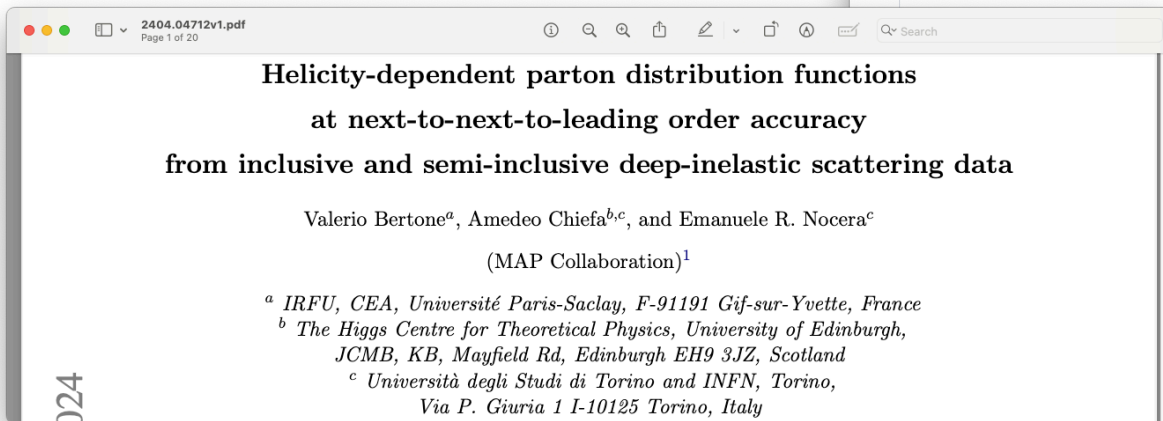 2404.04712v1.pdf
Page 1 of 20
Search
Helicity-dependent parton distribution functions
at next-to-next-to-leading order accuracy
from inclusive and semi-inclusive deep-inelastic scattering data
Valerio Bertoneᵃ, Amedeo Chiefaᵇ,ᶜ, and Emanuele R. Noceraᶜ
(MAP Collaboration)¹
ᵃ IRFU, CEA, Université Paris-Saclay, F-91191 Gif-sur-Yvette, France
ᵇ The Higgs Centre for Theoretical Physics, University of Edinburgh,
JCMB, KB, Mayfield Rd, Edinburgh EH9 3JZ, Scotland
ᶜ Università degli Studi di Torino and INFN, Torino,
Via P. Giuria 1 I-10125 Torino, Italy
024